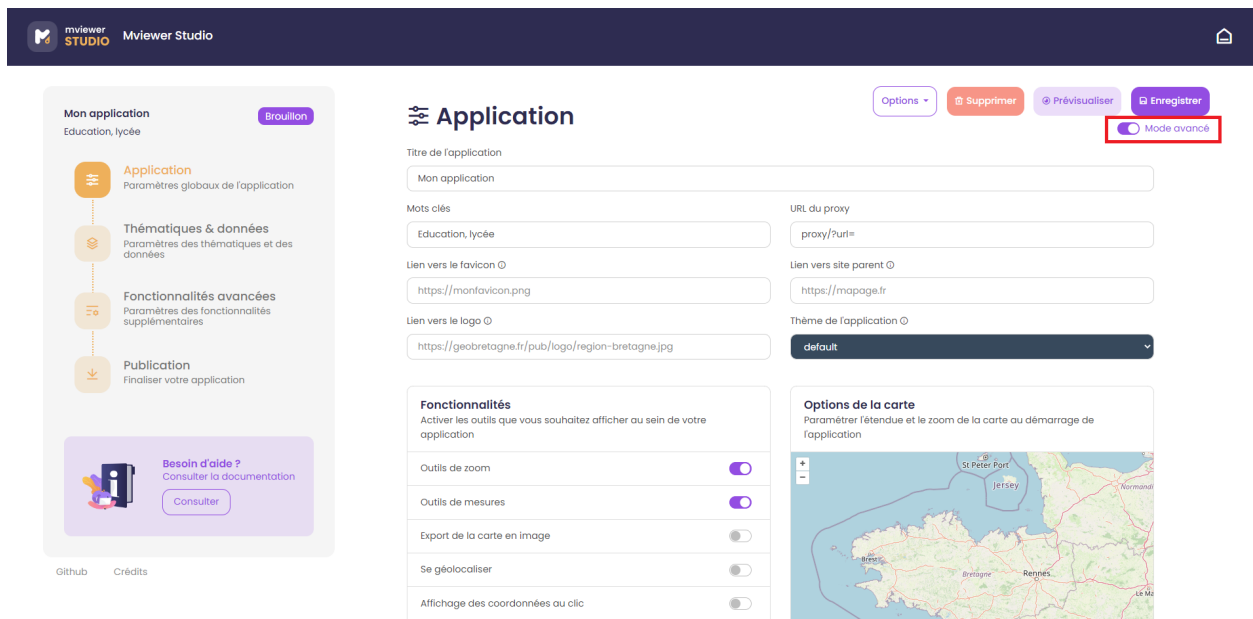 mviewer
STUDIO
Mviewer Studio
Mon application
Brouillon
Education, lycée
Application
Paramètres globaux de l'application
Thématiques & données
Paramètres des thématiques et des
données
Fonctionnalités avancées
Paramètres des fonctionnalités
supplémentaires
Publication
Finaliser votre application
Besoin d'aide ?
Consulter la documentation
Consulter
Github Crédits
Application
Options
Supprimer
Prévisualiser
Enregistrer
Mode avancé
Titre de l'application
Mon application
Mots clés
Education, lycée
URL du proxy
proxy/?url=
Lien vers le favicon
https://monfavicon.png
Lien vers site parent
https://mapage.fr
Lien vers le logo
https://geobretagne.fr/pub/logo/region-bretagne.jpg
Thème de l'application
default
Fonctionnalités
Activer les outils que vous souhaitez afficher au sein de votre
application
Outils de zoom
Outils de mesures
Export de la carte en image
Se géolocaliser
Affichage des coordonnées au clic
Options de la carte
Paramétrer l'étendue et le zoom de la carte au démarrage de
l'application
+
−
St Peter Port
Jersey
Normandi
Brest
Bretagne
Rennes
Le Ma